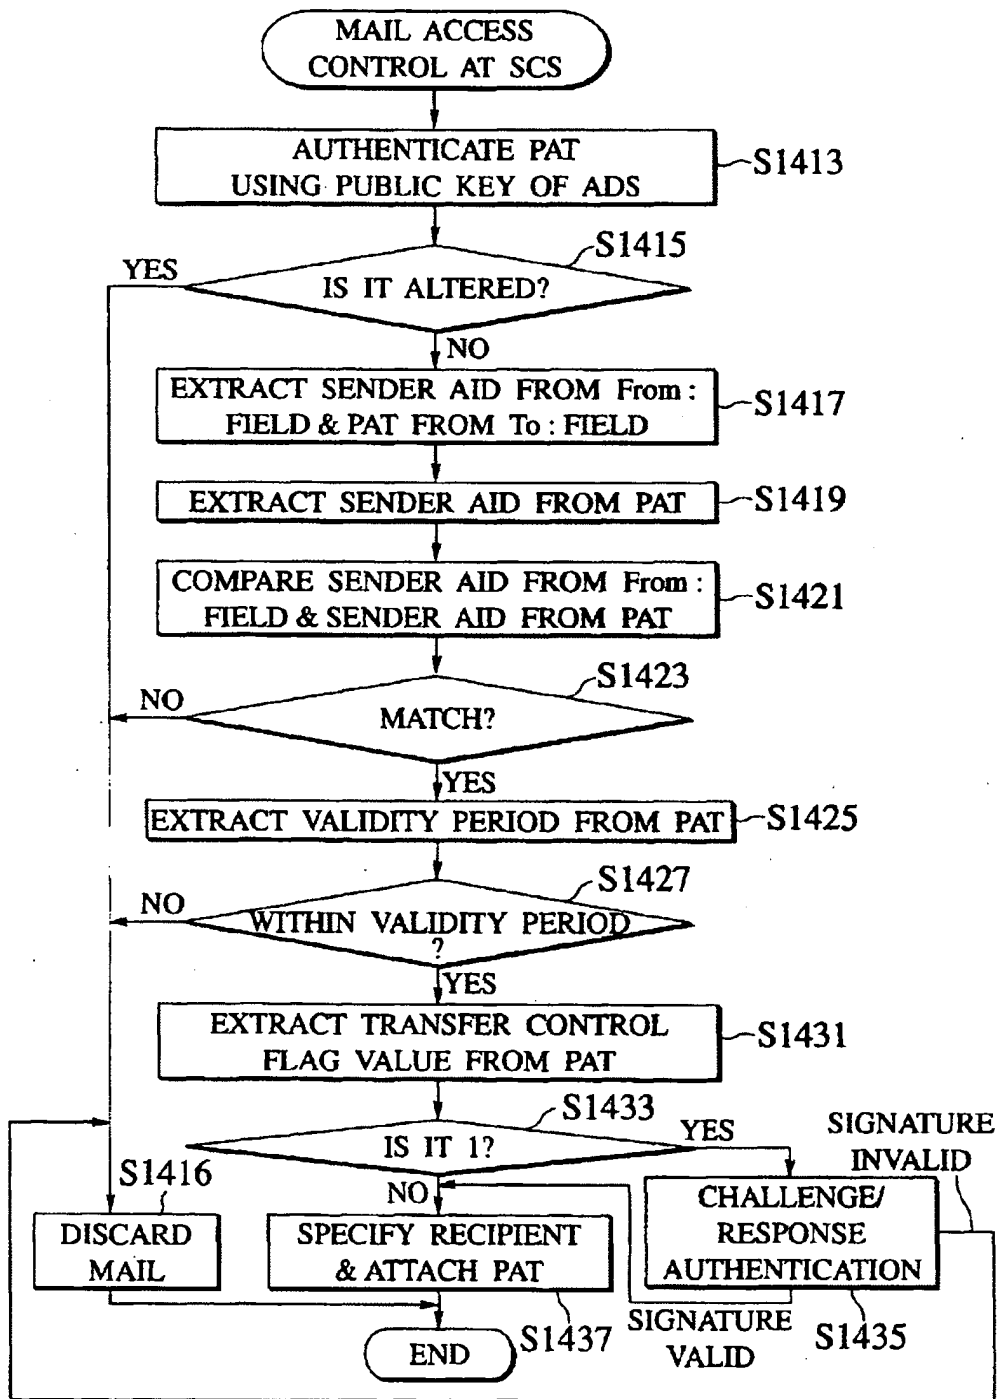 MAIL ACCESS
CONTROL AT SCS
AUTHENTICATE PAT
USING PUBLIC KEY OF ADS
S1413
S1415
YES
IS IT ALTERED?
NO
EXTRACT SENDER AID FROM From :
FIELD & PAT FROM To : FIELD
S1417
EXTRACT SENDER AID FROM PAT
S1419
COMPARE SENDER AID FROM From :
FIELD & SENDER AID FROM PAT
S1421
S1423
NO
MATCH?
YES
EXTRACT VALIDITY PERIOD FROM PAT
S1425
S1427
NO
WITHIN VALIDITY PERIOD
?
YES
EXTRACT TRANSFER CONTROL
FLAG VALUE FROM PAT
S1431
S1433
IS IT 1?
YES
SIGNATURE
INVALID
S1416
NO
DISCARD
MAIL
SPECIFY RECIPIENT
& ATTACH PAT
CHALLENGE/
RESPONSE
AUTHENTICATION
S1437
SIGNATURE
VALID
S1435
END